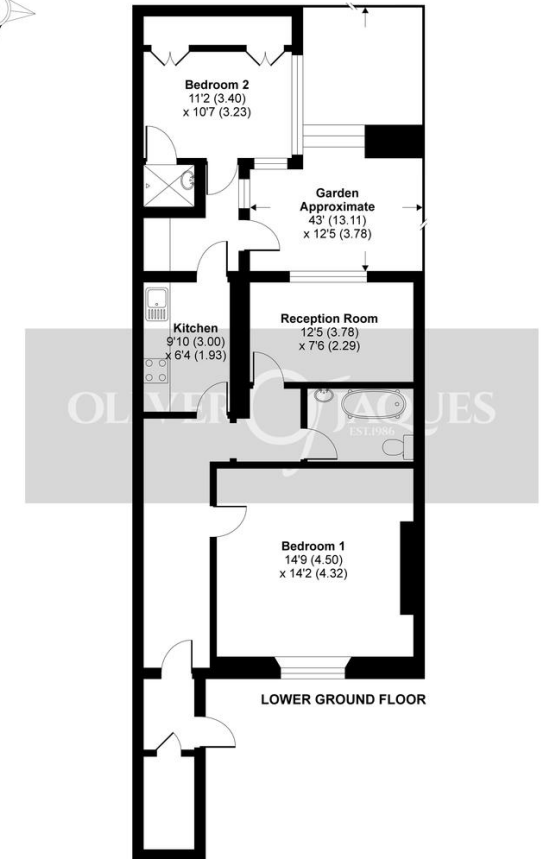 Bedroom 2
11'2 (3.40)
x 10'7 (3.23)
Garden
Approximate
43' (13.11)
x 12'5 (3.78)
Kitchen
9'10 (3.00)
x 6'4 (1.93)
Reception Room
12'5 (3.78)
x 7'6 (2.29)
OLIVER JAQUES
EST.1986
Bedroom 1
14'9 (4.50)
x 14'2 (4.32)
LOWER GROUND FLOOR